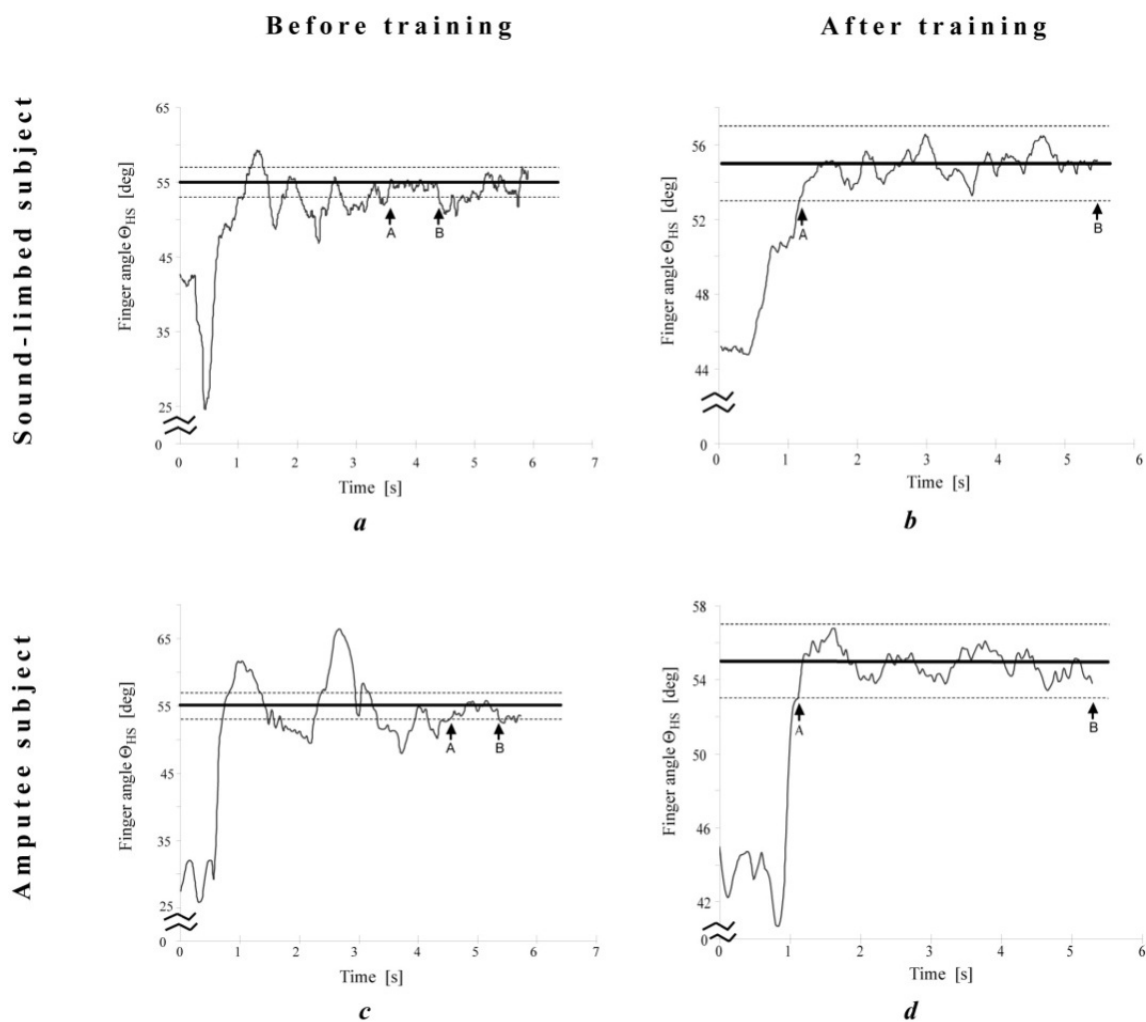 Before training
After training
Sound-limbed subject
Finger angle ΘHS [deg]
65
55
45
35
25
0
A
B
0 1 2 3 4 5 6 7
Time [s]
a
Finger angle ΘHS [deg]
56
52
48
44
0
A
B
0 1 2 3 4 5 6
Time [s]
b
Amputee subject
Finger angle ΘHS [deg]
65
55
45
35
25
0
A
B
0 1 2 3 4 5 6 7
Time [s]
c
Finger angle ΘHS [deg]
58
54
50
46
42
0
A
B
0 1 2 3 4 5 6
Time [s]
d